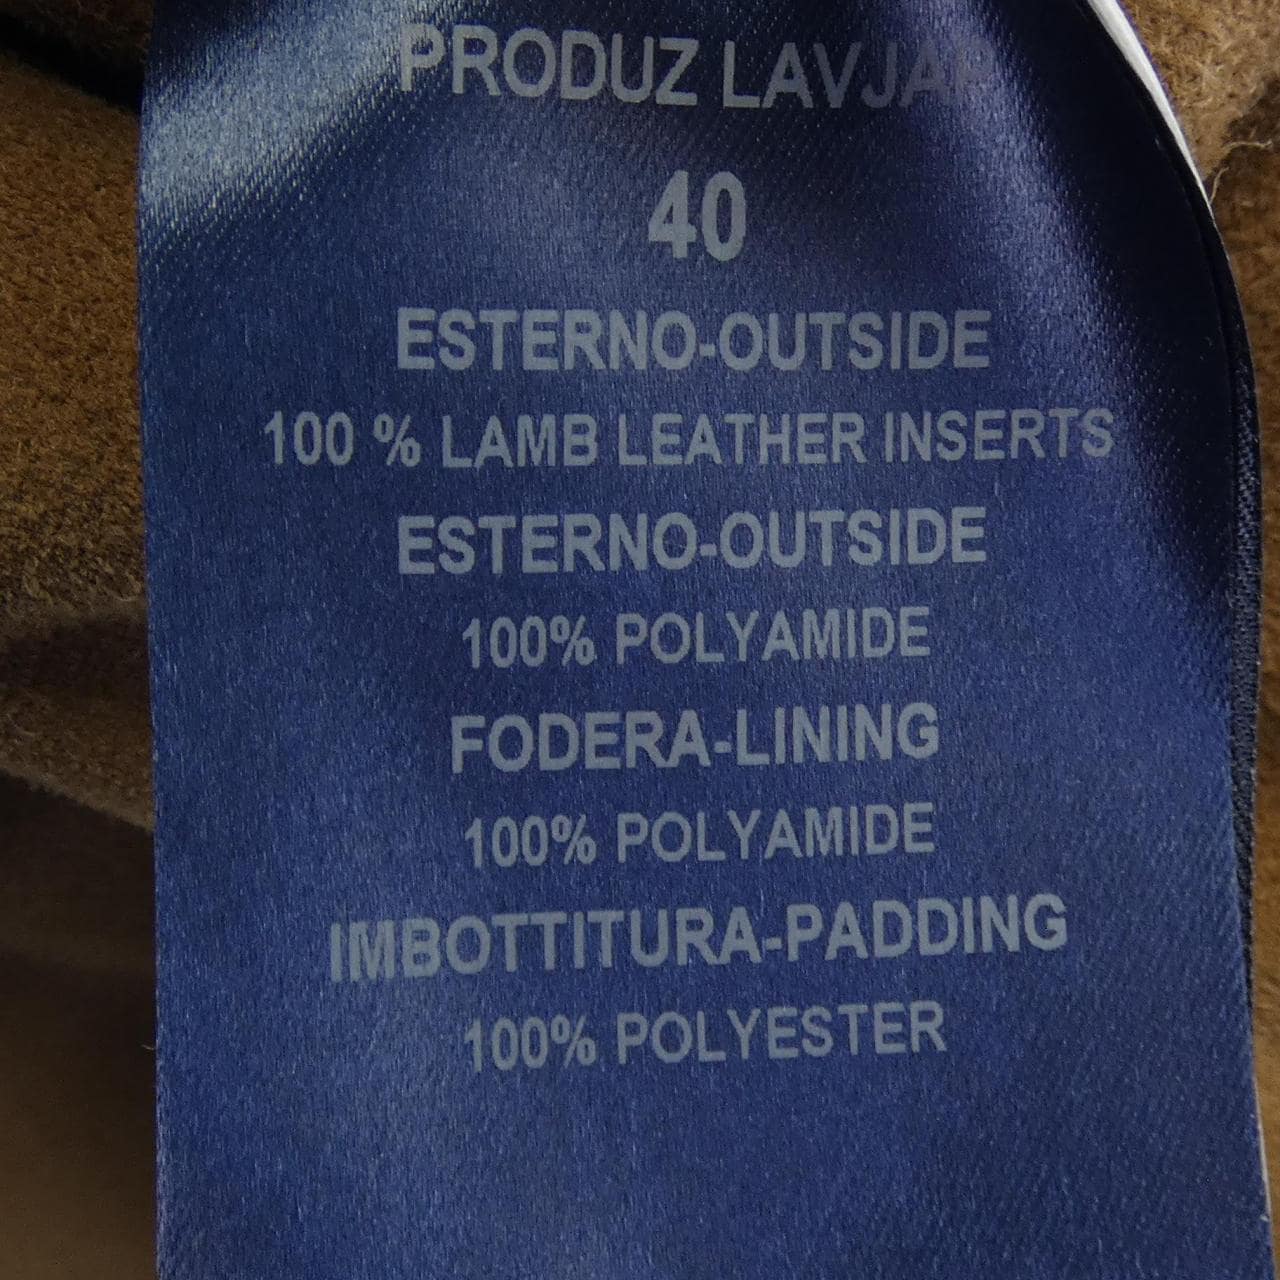 PRODUZ LAVJAP
40
ESTERNO-OUTSIDE
100 % LAMB LEATHER INSERTS
ESTERNO-OUTSIDE
100% POLYAMIDE
FODERA-LINING
100% POLYAMIDE
IMBOTTITURA-PADDING
100% POLYESTER